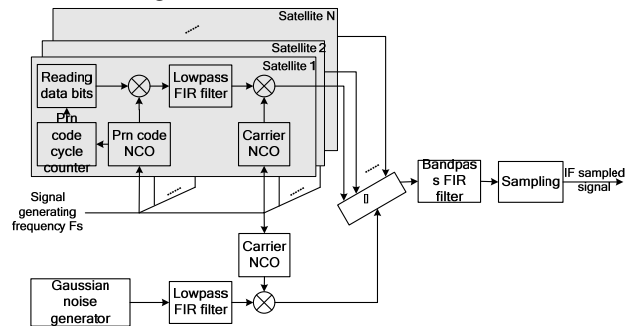 Satellite N
Satellite 2
Satellite 1
Reading
data bits
Lowpass
FIR filter
Prn
code
cycle
counter
Prn code
NCO
Carrier
NCO
Signal
generating
frequency Fs
Bandpas
s FIR
filter
Sampling
IF sampled
signal
Carrier
NCO
Gaussian
noise
generator
Lowpass
FIR filter